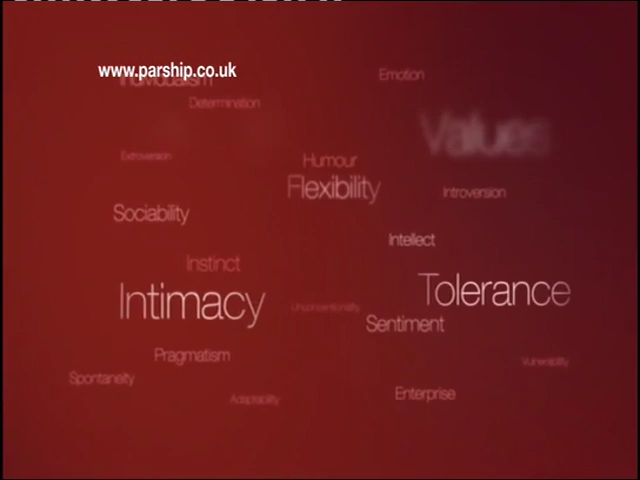 www.parship.co.uk
Individualism
Emotion
Determination
Values
Extroversion
Humour
Flexibility
Introversion
Sociability
Intellect
Instinct
Intimacy
Tolerance
Unconventionality
Sentiment
Pragmatism
Vulnerability
Spontaneity
Adaptability
Enterprise